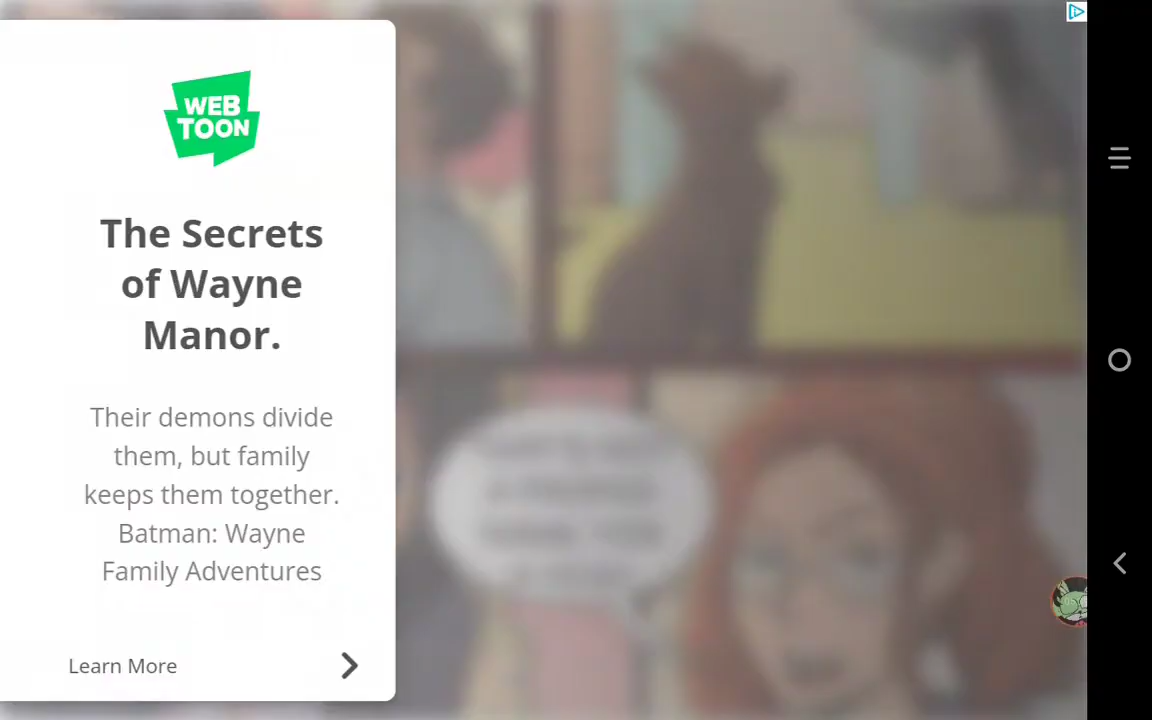 WEB
TOON
The Secrets
of Wayne
Manor.
Their demons divide
them, but family
keeps them together.
Batman: Wayne
Family Adventures
Learn More